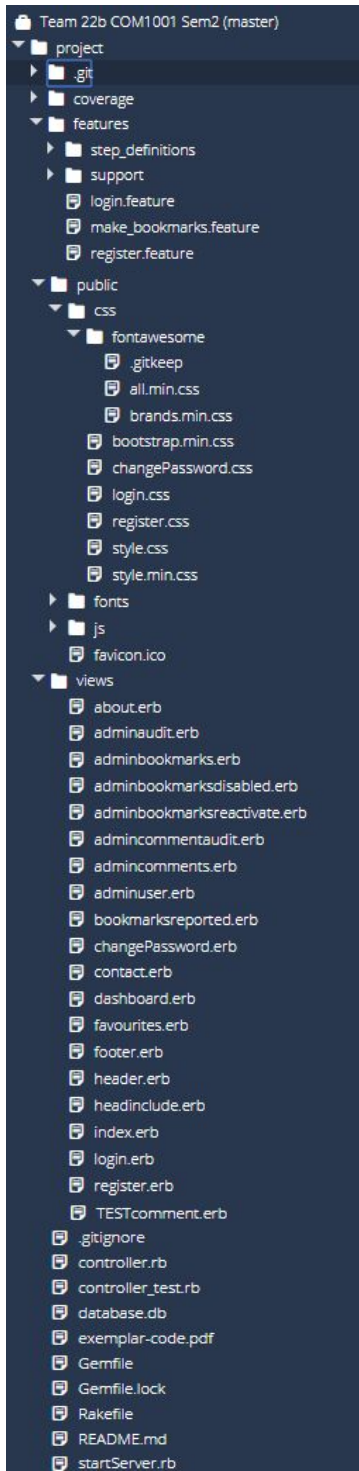 Team 22b COM1001 Sem2 (master)
project
.git
coverage
features
step_definitions
support
login.feature
make_bookmarks.feature
register.feature
public
css
fontawesome
.gitkeep
all.min.css
brands.min.css
bootstrap.min.css
changePassword.css
login.css
register.css
style.css
style.min.css
fonts
js
favicon.ico
views
about.erb
adminaudit.erb
adminbookmarks.erb
adminbookmarksdisabled.erb
adminbookmarksreactivate.erb
admincommentaudit.erb
admincomments.erb
adminuser.erb
bookmarksreported.erb
changePassword.erb
contact.erb
dashboard.erb
favourites.erb
footer.erb
header.erb
headinclude.erb
index.erb
login.erb
register.erb
TESTcomment.erb
.gitignore
controller.rb
controller_test.rb
database.db
exemplar-code.pdf
Gemfile
Gemfile.lock
Rakefile
README.md
startServer.rb